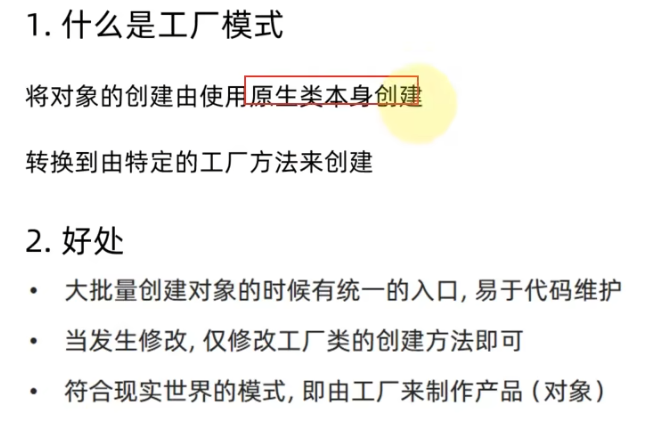 1. 什么是工厂模式
将对象的创建由使用原生类本身创建
转换到由特定的工厂方法来创建
2. 好处
• 大批量创建对象的时候有统一的入口, 易于代码维护
• 当发生修改, 仅修改工厂类的创建方法即可
• 符合现实世界的模式, 即由工厂来制作产品 (对象)